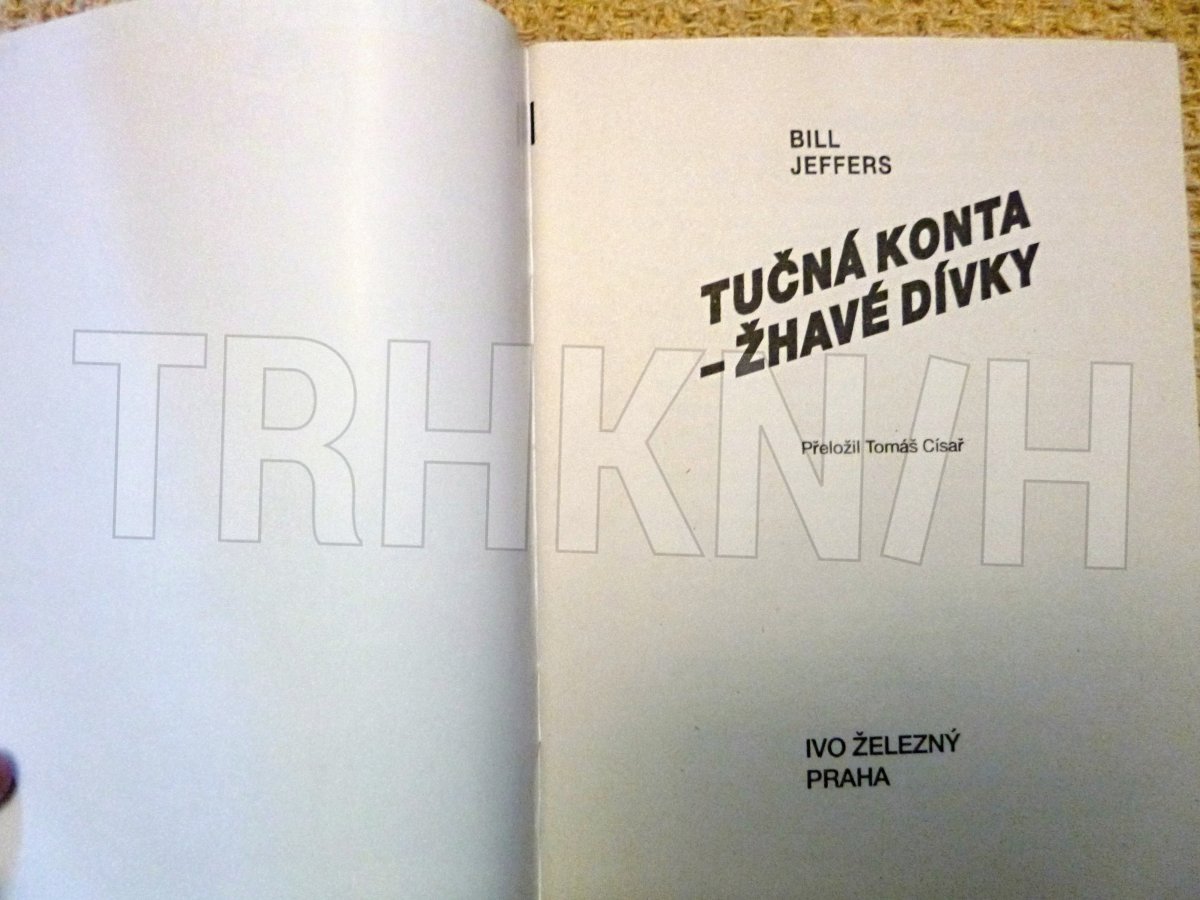 BILL
JEFFERS
TUČNÁ KONTA
– ŽHAVÉ DÍVKY
TRHKNIH
Přeložil Tomáš Císař
IVO ŽELEZNÝ
PRAHA